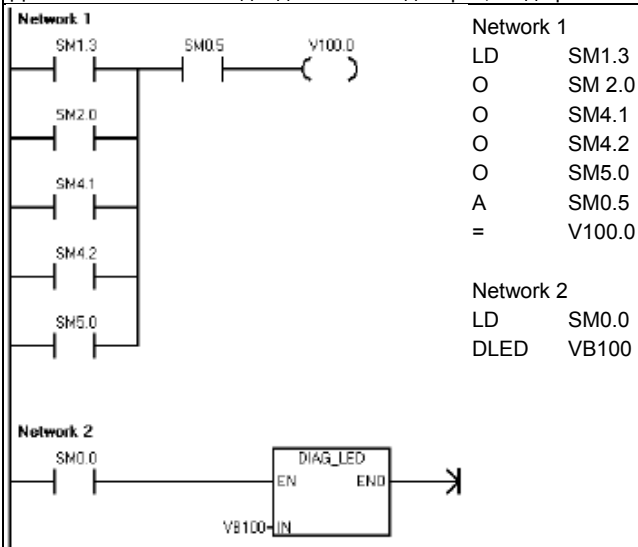 Network 1
SM1.3 SM0.5 V100.0
SM2.0
SM4.1
SM4.2
SM5.0
Network 2
SM0.0
DIAG_LED
EN END
VB100 IN
Network 1
LD SM1.3
O SM 2.0
O SM4.1
O SM4.2
O SM5.0
A SM0.5
= V100.0
Network 2
LD SM0.0
DLED VB100